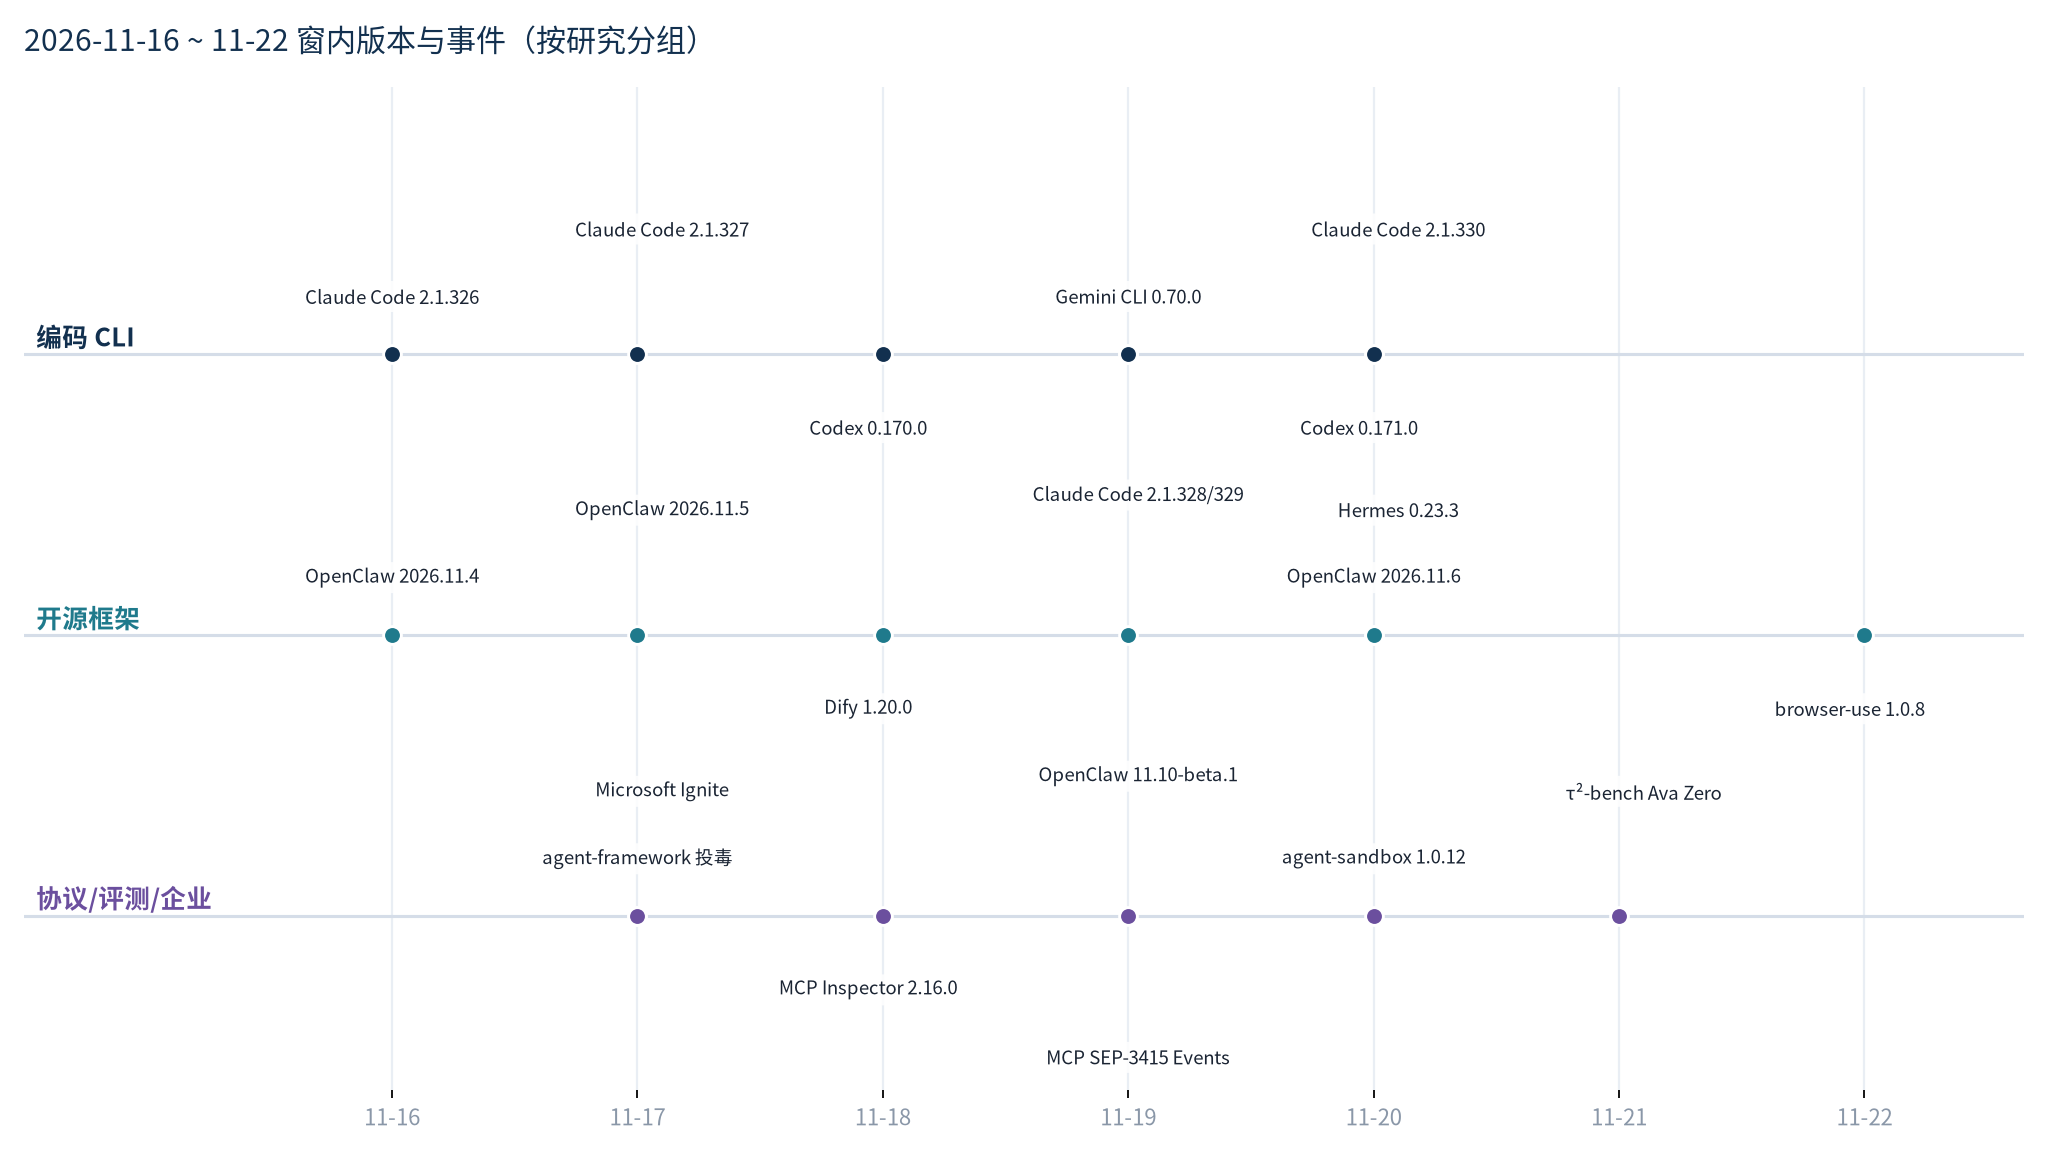 2026-11-16 ~ 11-22 窗内版本与事件（按研究分组）
Claude Code 2.1.327
Claude Code 2.1.330
Claude Code 2.1.326
Gemini CLI 0.70.0
编码 CLI
Codex 0.170.0
Codex 0.171.0
Claude Code 2.1.328/329
OpenClaw 2026.11.5
Hermes 0.23.3
OpenClaw 2026.11.4
OpenClaw 2026.11.6
开源框架
Dify 1.20.0
browser-use 1.0.8
OpenClaw 11.10-beta.1
Microsoft Ignite
τ²-bench Ava Zero
agent-framework 投毒
agent-sandbox 1.0.12
协议/评测/企业
MCP Inspector 2.16.0
MCP SEP-3415 Events
11-16
11-17
11-18
11-19
11-20
11-21
11-22